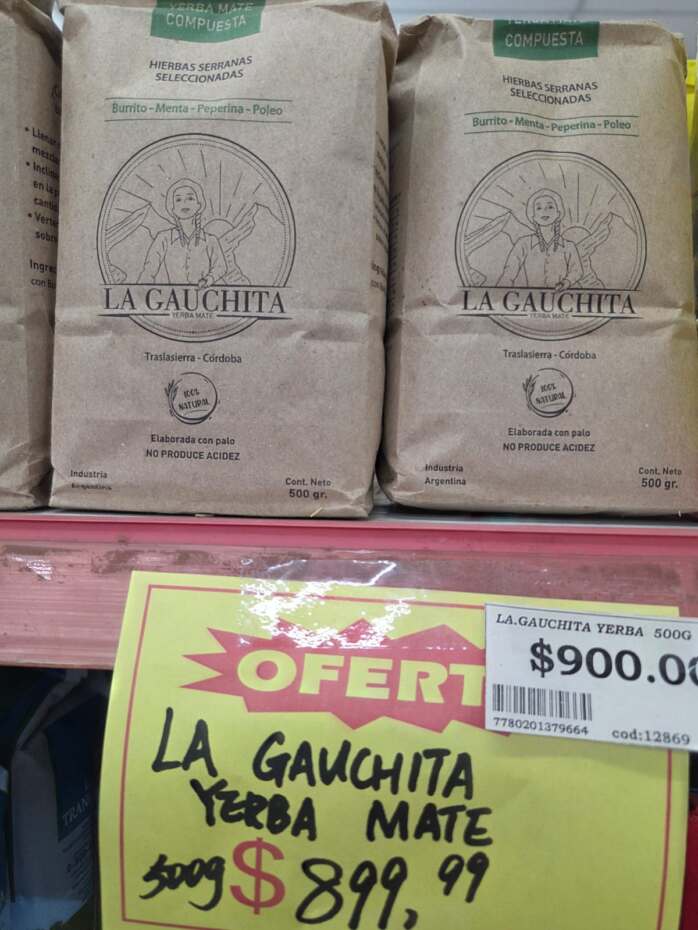 YERBA MATE
COMPUESTA
HIERBAS SERRANAS
SELECCIONADAS
Burrito - Menta - Peperina - Poleo
LA GAUCHITA
YERBA MATE
Traslasierra - Córdoba
100%
NATURAL
Elaborada con palo
NO PRODUCE ACIDEZ
Industria
Cont. Neto
500 gr.
YERBA MATE
COMPUESTA
HIERBAS SERRANAS
SELECCIONADAS
Burrito - Menta - Peperina - Poleo
LA GAUCHITA
YERBA MATE
Traslasierra - Córdoba
100%
NATURAL
Elaborada con palo
NO PRODUCE ACIDEZ
Industria
Argentina
Cont. Neto
500 gr.
OFERT
LA GAUCHITA
YERBA MATE
500g $899,99
LA.GAUCHITA YERBA 500G
$900.00
7780201379664
cod:12869